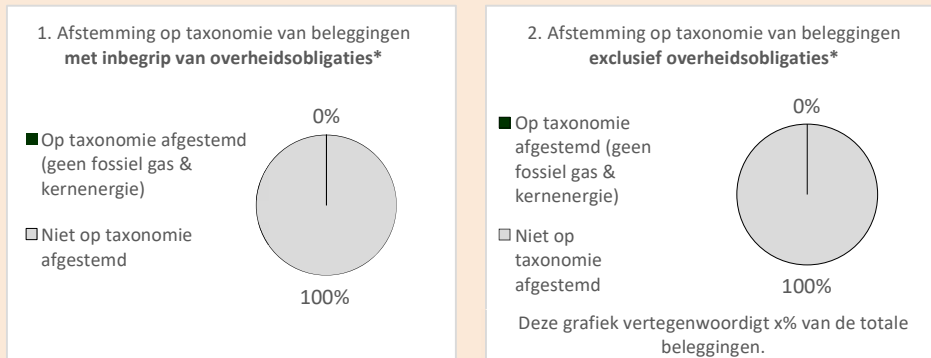 1. Afstemming op taxonomie van beleggingen
met inbegrip van overheidsobligaties*
0%
Op taxonomie afgestemd
(geen fossiel gas &
kernenergie)
Niet op taxonomie
afgestemd
100%
2. Afstemming op taxonomie van beleggingen
exclusief overheidsobligaties*
0%
Op taxonomie
afgestemd (geen
fossiel gas &
kernenergie)
Niet op
taxonomie
afgestemd
100%
Deze grafiek vertegenwoordigt x% van de totale
beleggingen.